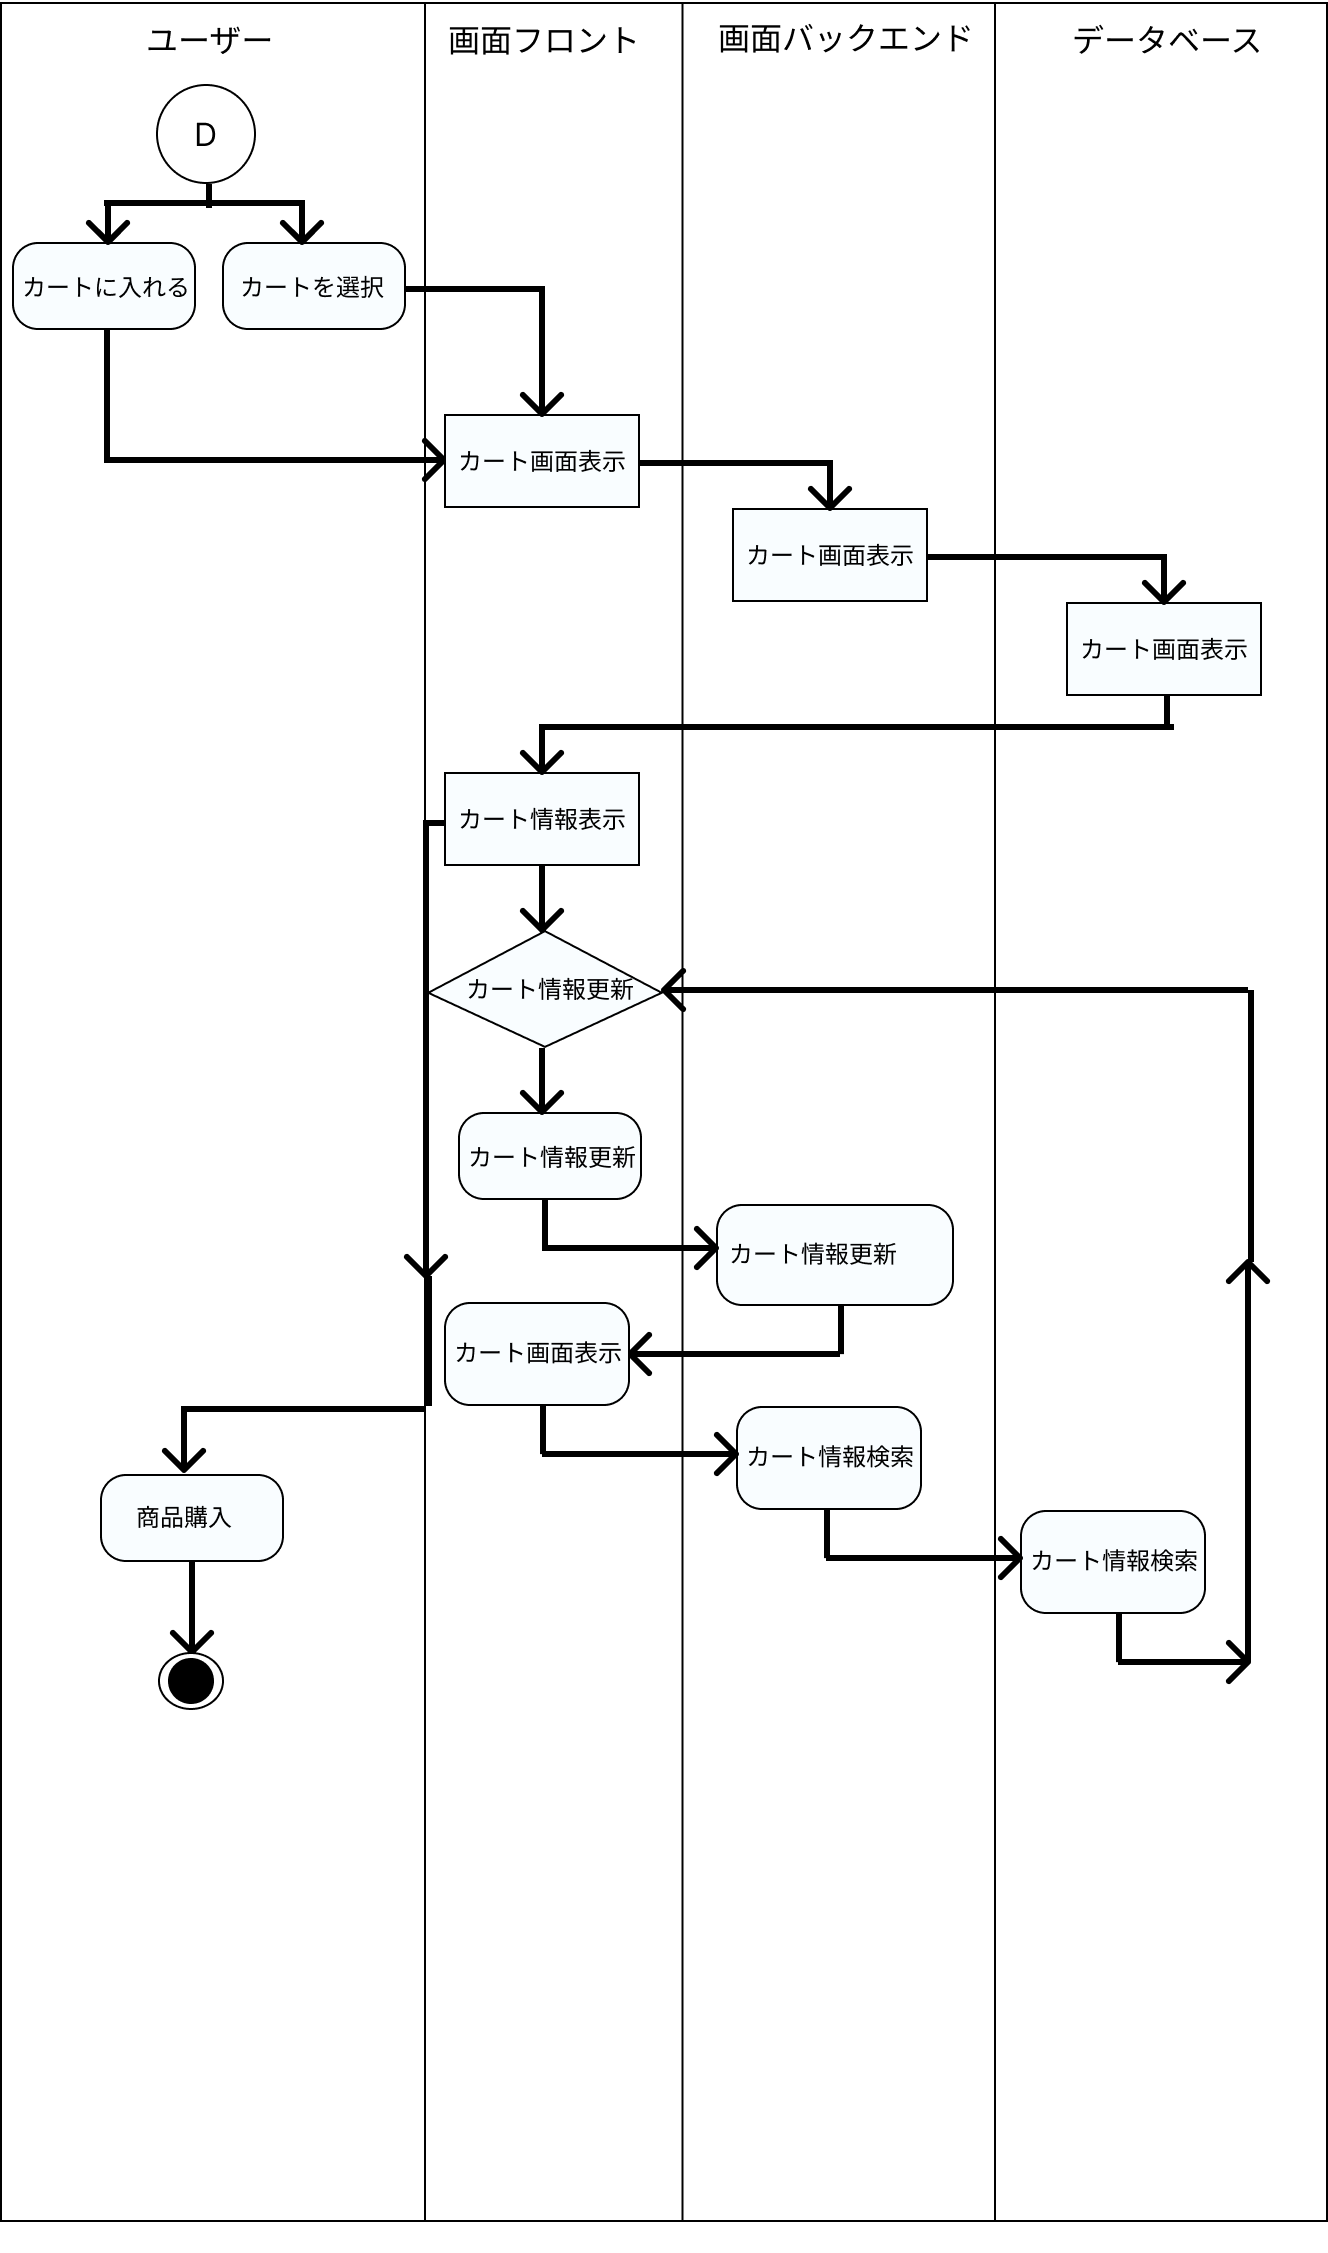 ユーザー
画面フロント
画面バックエンド
データベース
D
カートに入れる
カートを選択
カート画面表示
カート画面表示
カート画面表示
カート情報表示
カート情報更新
カート情報更新
カート情報更新
カート画面表示
カート情報検索
商品購入
カート情報検索